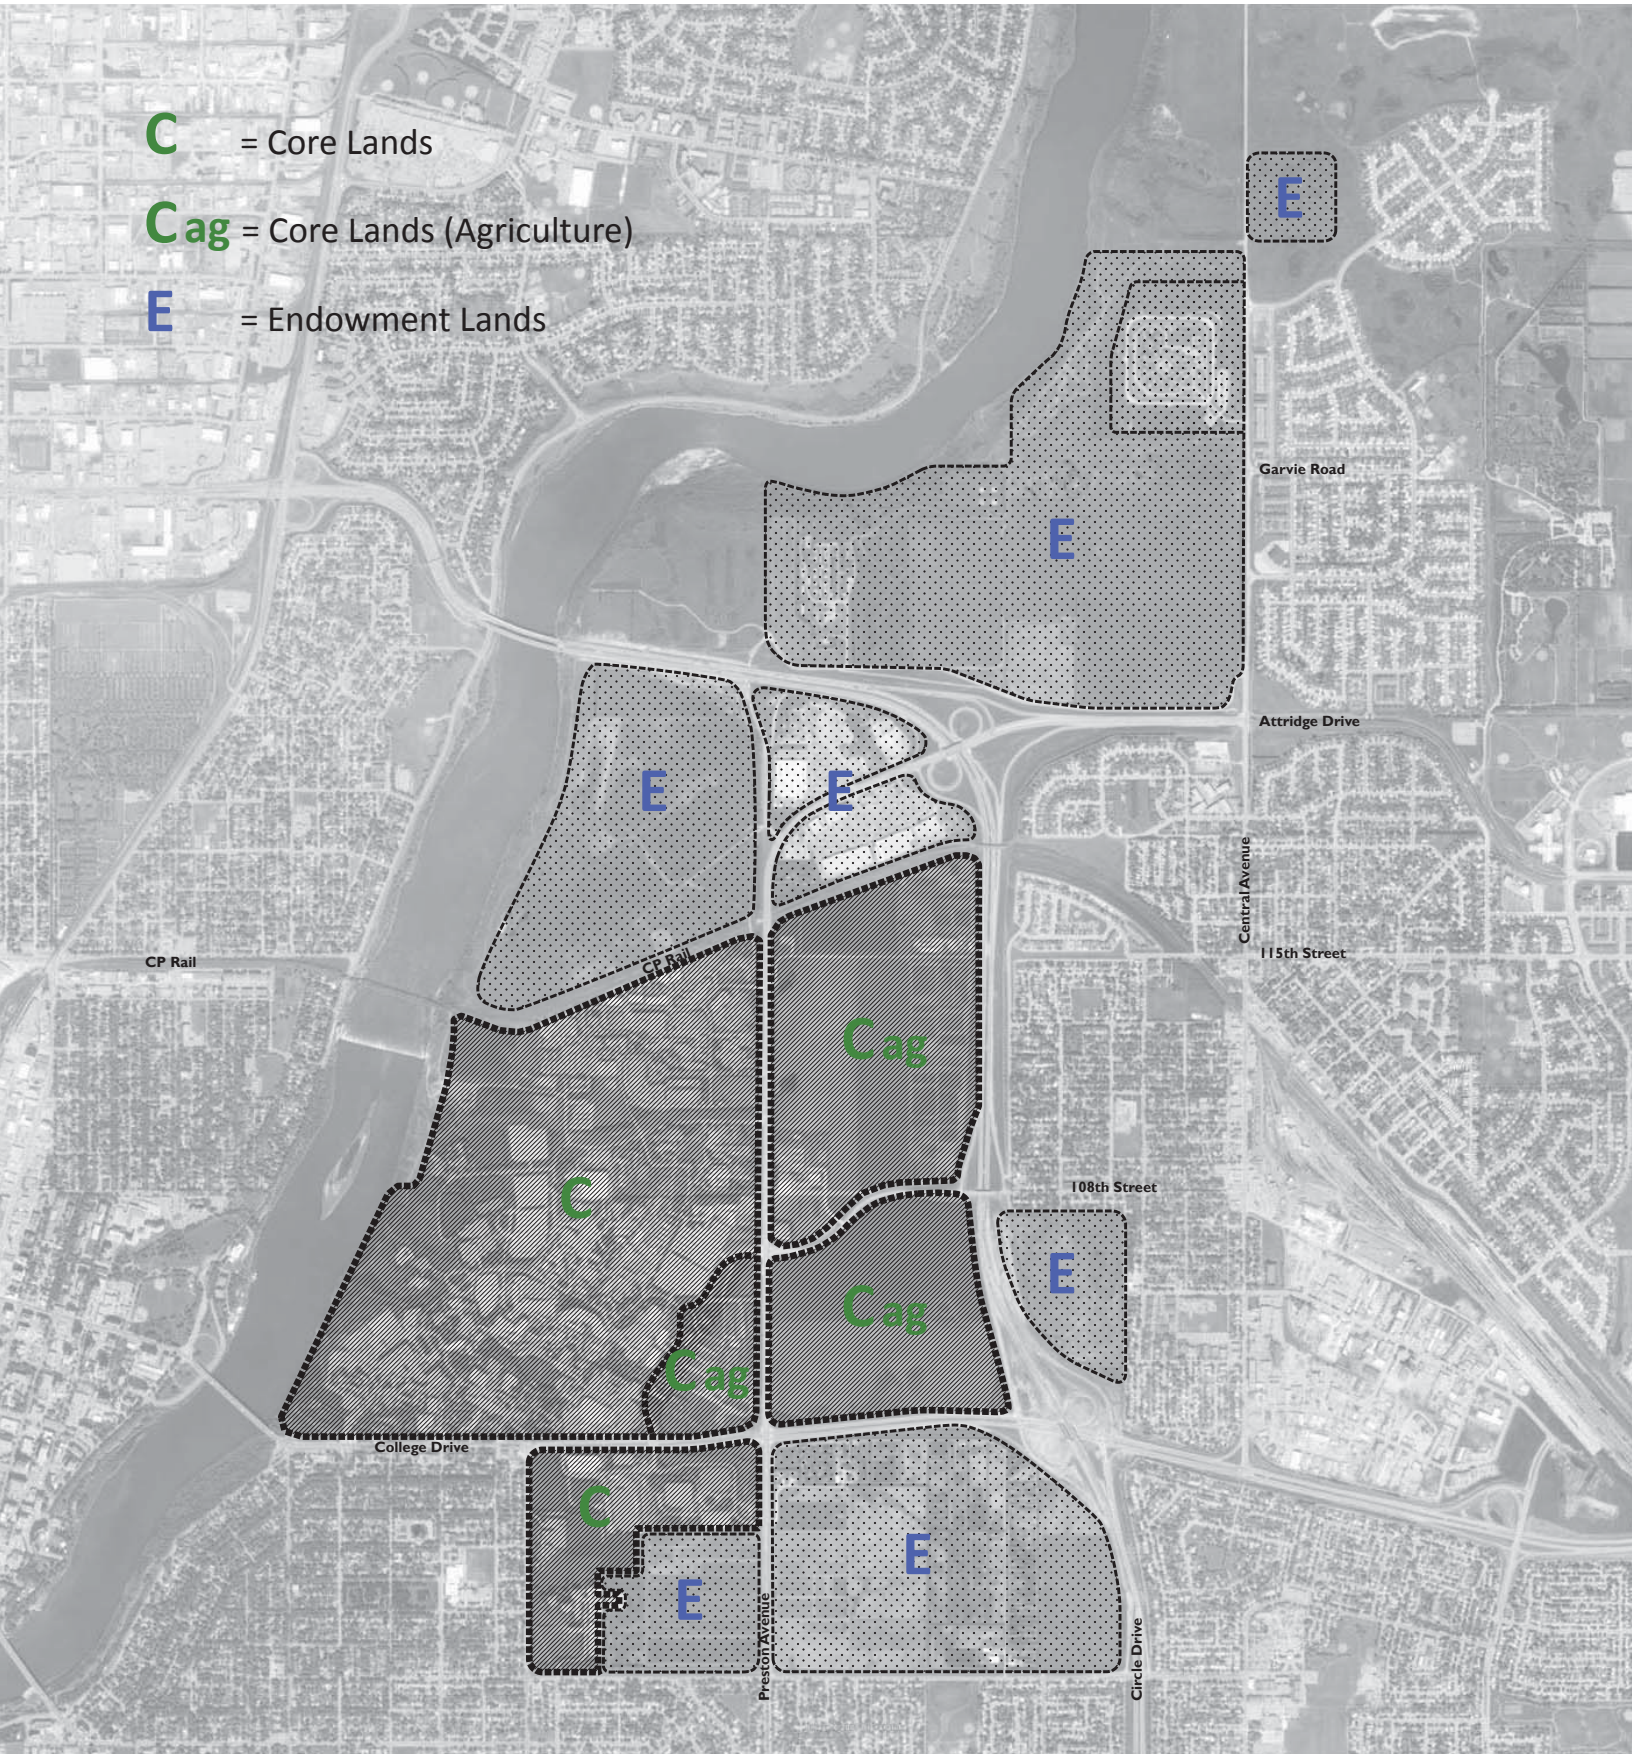 C = Core Lands
C ag = Core Lands (Agriculture)
E = Endowment Lands
E
Garvie Road
E
Attridge Drive
E
E
Central Avenue
115th Street
CP Rail
CP Rail
C ag
108th Street
C
E
C ag
C ag
College Drive
C
E
E
Preston Avenue
Circle Drive